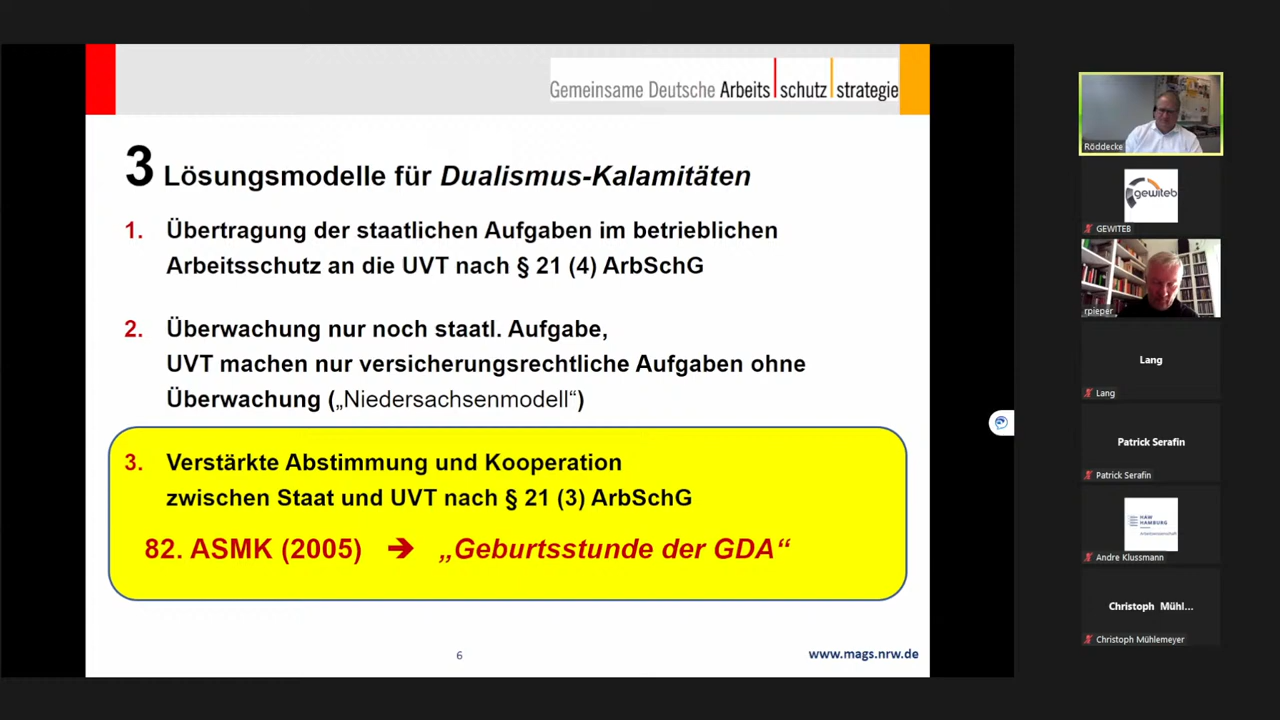 Gemeinsame Deutsche Arbeits schutz strategie
3 Lösungsmodelle für Dualismus-Kalamitäten
1. Übertragung der staatlichen Aufgaben im betrieblichen
Arbeitsschutz an die UVT nach § 21 (4) ArbSchG
2. Überwachung nur noch staatl. Aufgabe,
UVT machen nur versicherungsrechtliche Aufgaben ohne
Überwachung („Niedersachsenmodell“)
3. Verstärkte Abstimmung und Kooperation
zwischen Staat und UVT nach § 21 (3) ArbSchG
82. ASMK (2005) ➔ „Geburtsstunde der GDA“
6
www.mags.nrw.de
Röddecke
gewiteb
GEWITEB
rpieper
Lang
Lang
Patrick Serafin
Patrick Serafin
HAW
HAMBURG
Andre Klussmann
Christoph Mühl...
Christoph Mühlemeyer